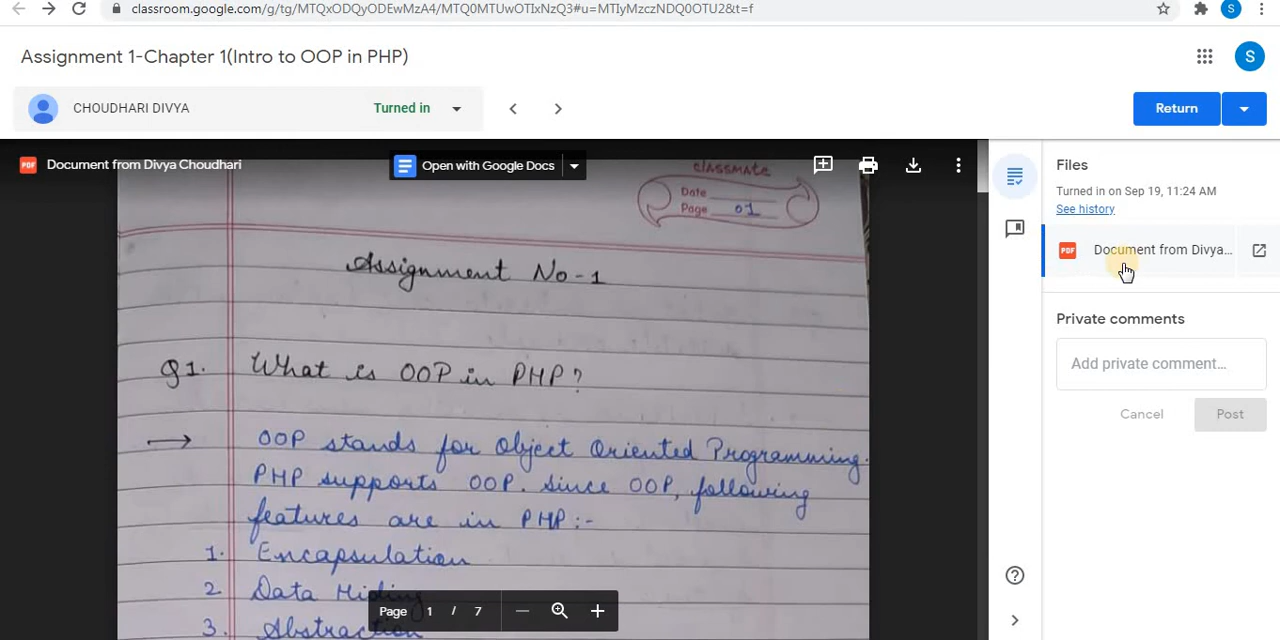 classroom.google.com/g/tg/MTQxODQyODEwMzA4/MTQ0MTUwOTIxNzQ3#u=MTIyMzczNDQ0OTU2&t=f
S
Assignment 1-Chapter 1(Intro to OOP in PHP)
S
CHOUDHARI DIVYA
Turned in
Return
PDF
Document from Divya Choudhari
Open with Google Docs
classmate
Date
Page 01
Assignment No-1
Q1. What is OOP in PHP?
→ OOP stands for Object Oriented Programming.
PHP supports OOP. Since OOP, following
features are in PHP:-
1. Encapsulation
2 Data Hiding
3. Abstraction
Page 1 / 7
Files
Turned in on Sep 19, 11:24 AM
See history
PDF
Document from Divya...
Private comments
Add private comment...
Cancel
Post